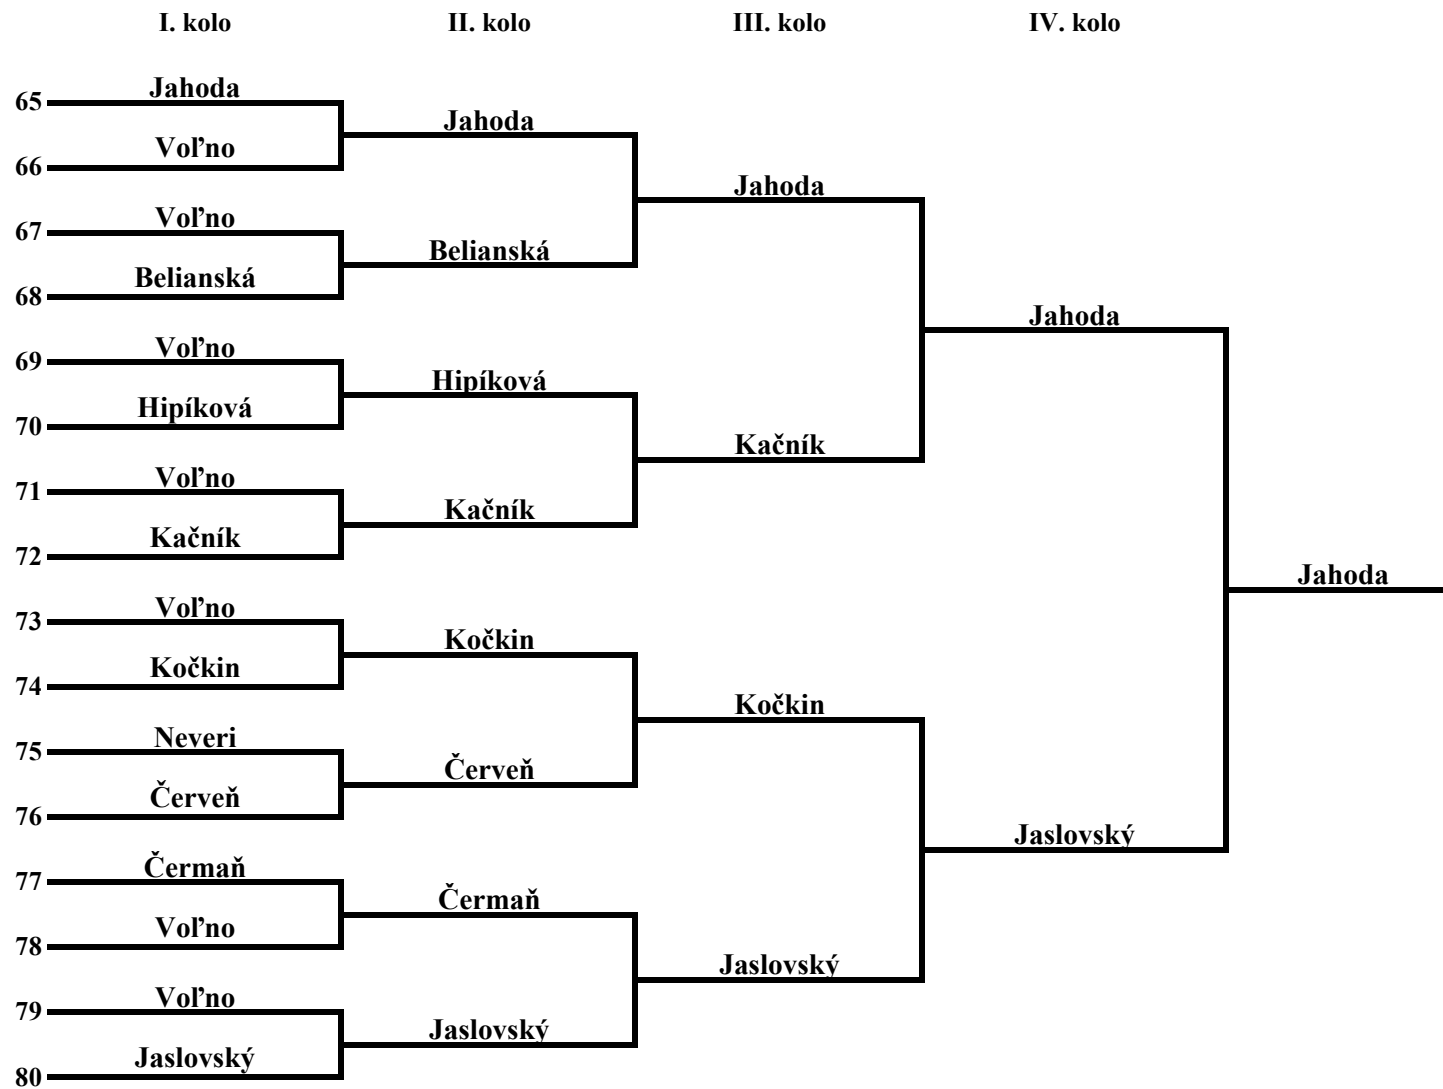 I. kolo II. kolo III. kolo IV. kolo
65 Jahoda
Jahoda
66 Voľno
Jahoda
67 Voľno
Belianská
68 Belianská
Jahoda
69 Voľno
Hipíková
70 Hipíková
Kačník
71 Voľno
Kačník
72 Kačník
Jahoda
73 Voľno
Kočkin
74 Kočkin
Kočkin
75 Neveri
Červeň
76 Červeň
Jaslovský
77 Čermaň
Čermaň
78 Voľno
Jaslovský
79 Voľno
Jaslovský
80 Jaslovský